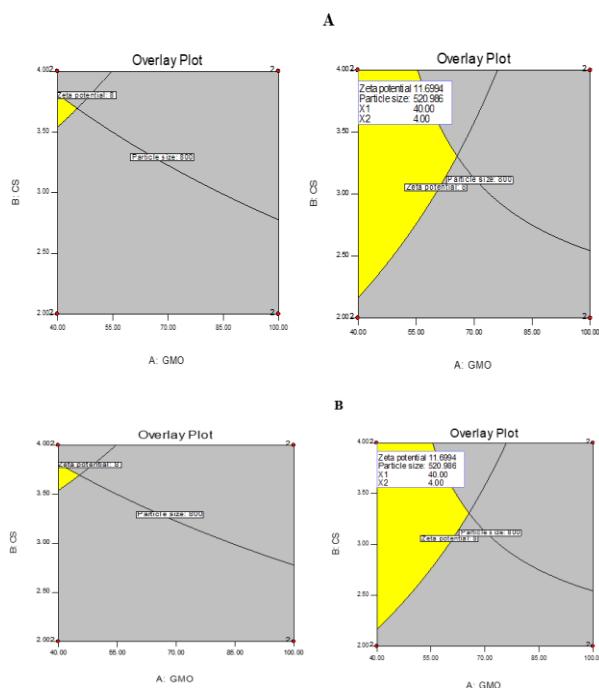 A
Overlay Plot
4.00
2
2
Zeta potential: 8
3.50
Particle size: 800
3.00
B: CS
2.50
2.00
2
2
40.00
55.00
70.00
85.00
100.00
A: GMO
Overlay Plot
4.00
2
Zeta potential 11.6994
Particle size: 520.986
X1 40.00
X2 4.00
3.50
Particle size: 800
Zeta potential: 8
3.00
B: CS
2.50
2.00
2
2
40.00
55.00
70.00
85.00
100.00
A: GMO
B
Overlay Plot
4.00
2
2
Zeta potential: 8
3.50
Particle size: 800
3.00
B: CS
2.50
2.00
2
2
40.00
55.00
70.00
85.00
100.00
A: GMO
Overlay Plot
4.00
2
Zeta potential 11.6994
Particle size: 520.986
X1 40.00
X2 4.00
3.50
Particle size: 800
Zeta potential: 8
3.00
B: CS
2.50
2.00
2
2
40.00
55.00
70.00
85.00
100.00
A: GMO